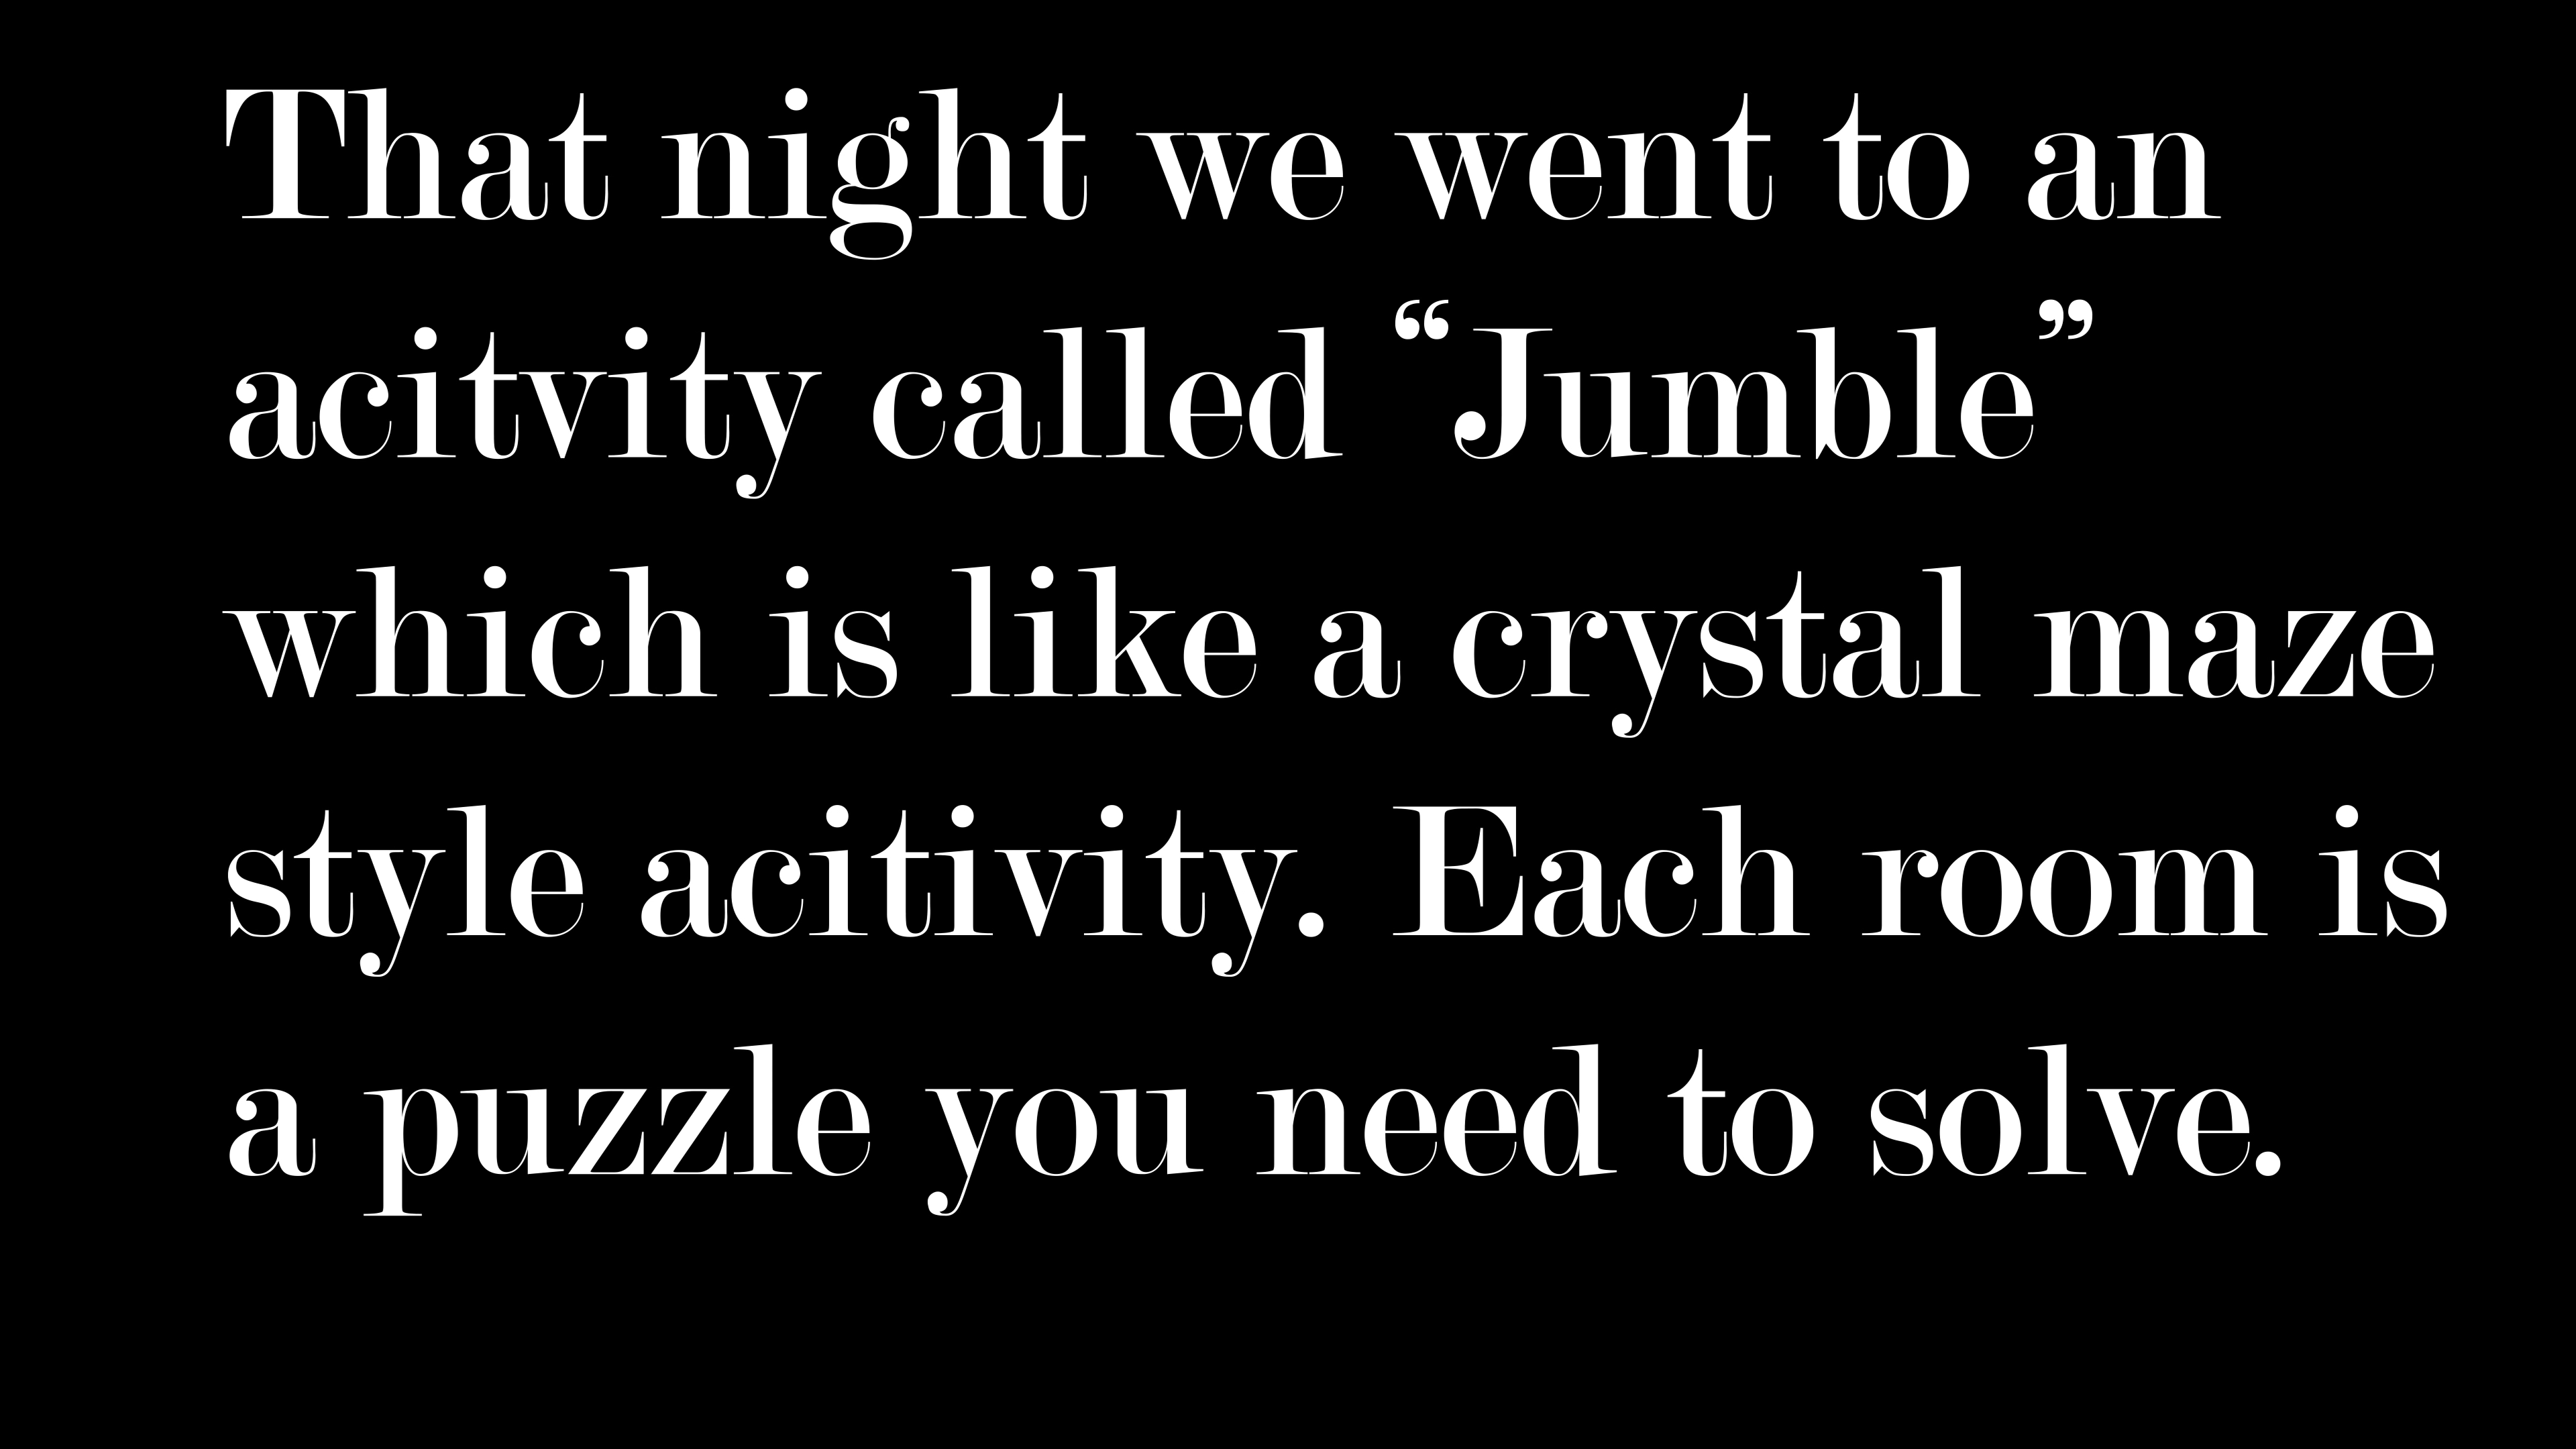 That night we went to an
acitvity called “Jumble”
which is like a crystal maze
style acitivity. Each room is
a puzzle you need to solve.